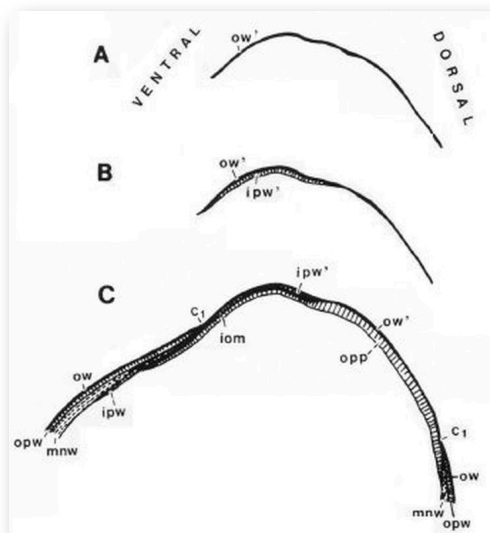 A
VENTRAL
DORSAL
ow'
B
ow'
ipw'
C
ipw'
c1
iom
ow'
opp
ow
ipw
opw
mnw
c1
ow
mnw
opw